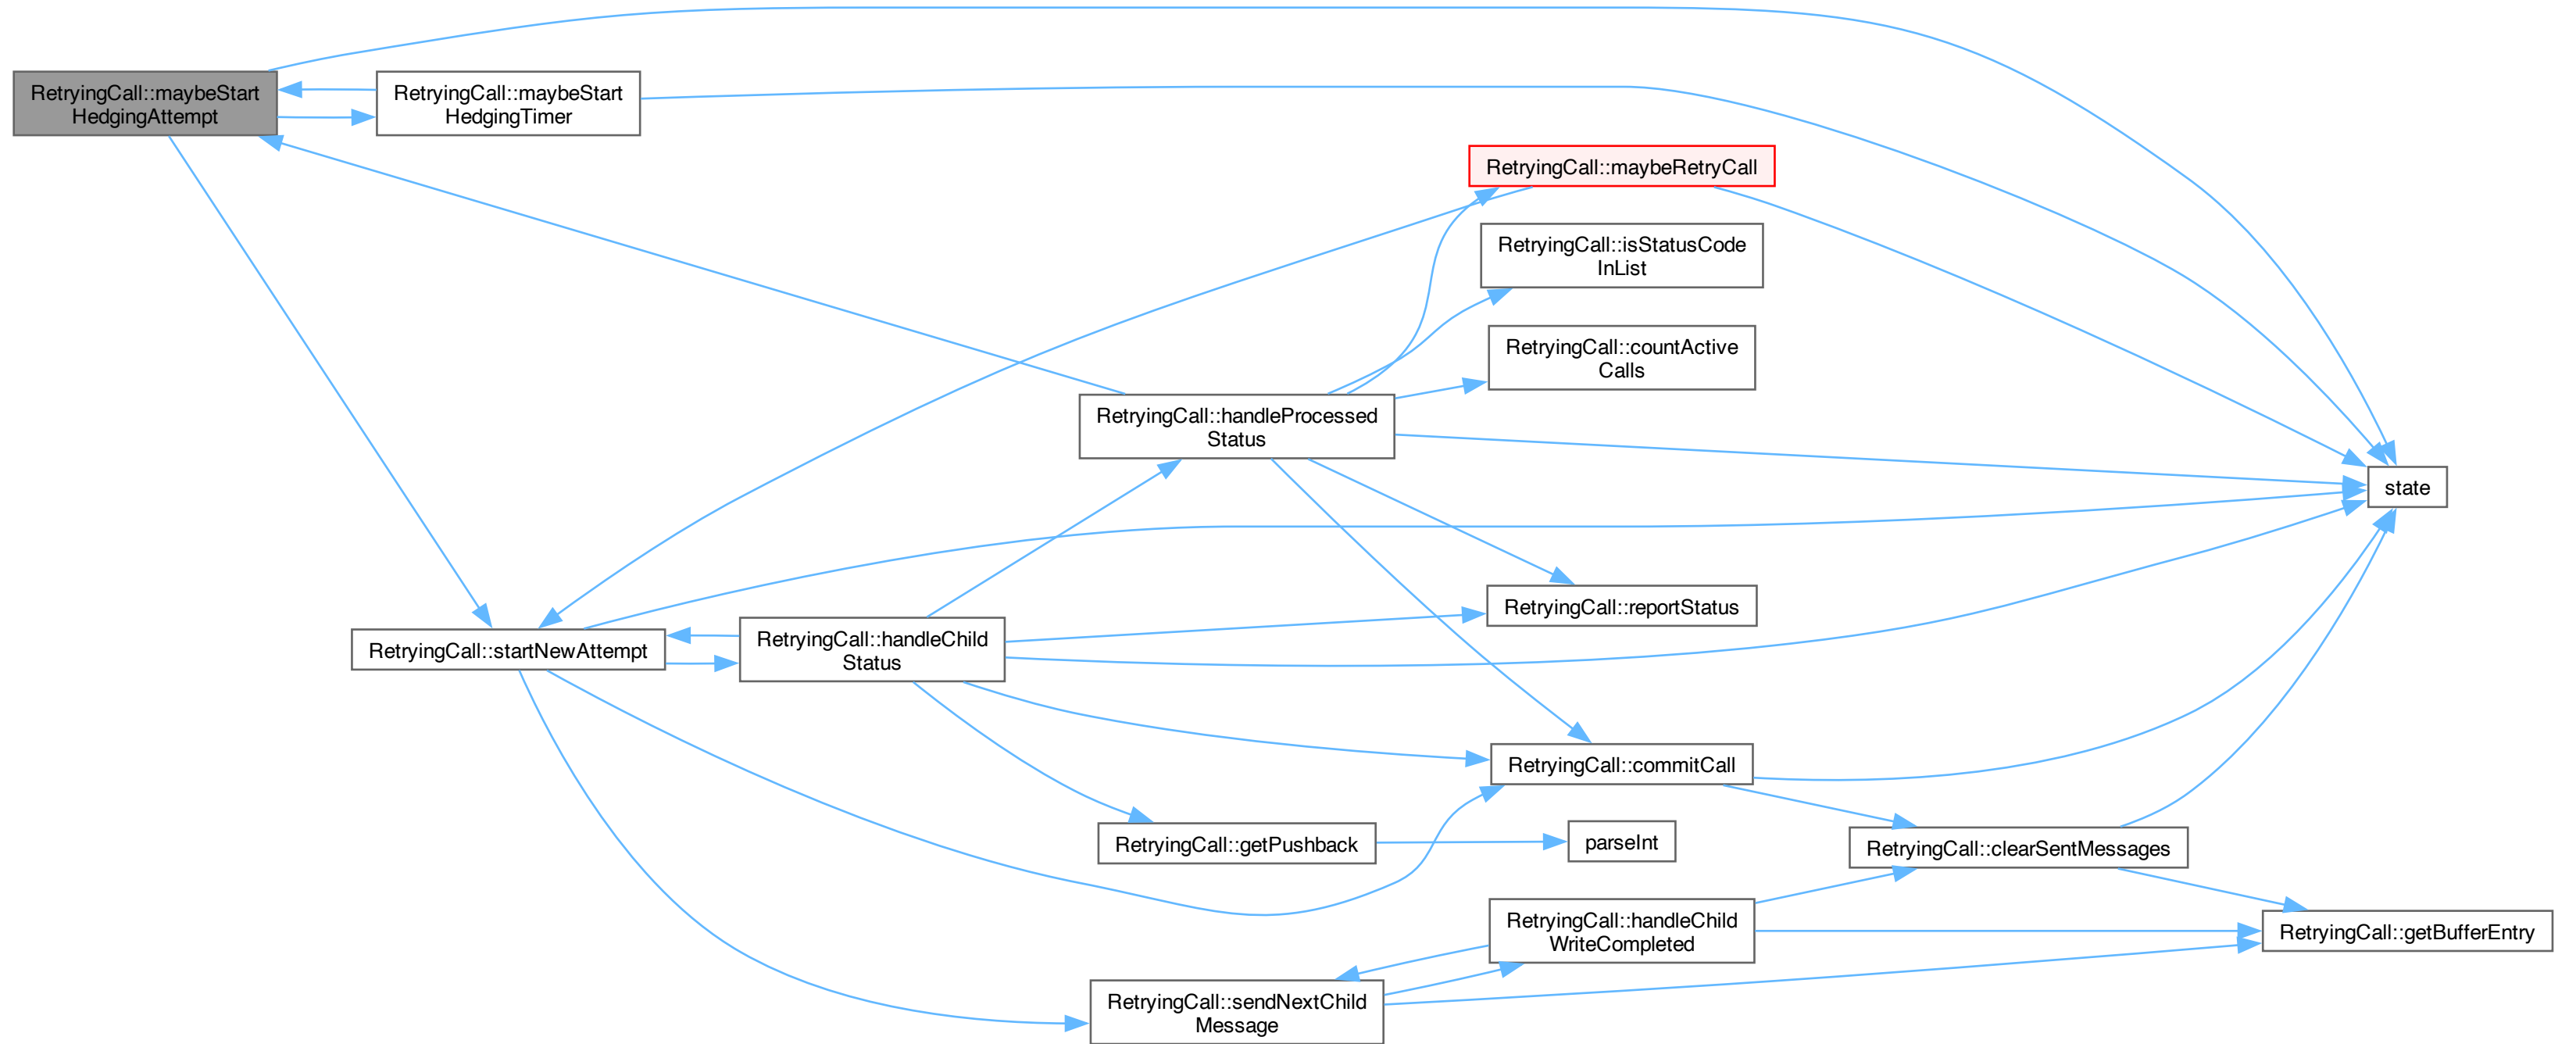 RetryingCall::maybeStart
HedgingAttempt
RetryingCall::maybeStart
HedgingTimer
RetryingCall::maybeRetryCall
RetryingCall::isStatusCode
InList
RetryingCall::countActive
Calls
RetryingCall::handleProcessed
Status
state
RetryingCall::reportStatus
RetryingCall::startNewAttempt
RetryingCall::handleChild
Status
RetryingCall::commitCall
RetryingCall::getPushback
parseInt
RetryingCall::clearSentMessages
RetryingCall::handleChild
WriteCompleted
RetryingCall::getBufferEntry
RetryingCall::sendNextChild
Message